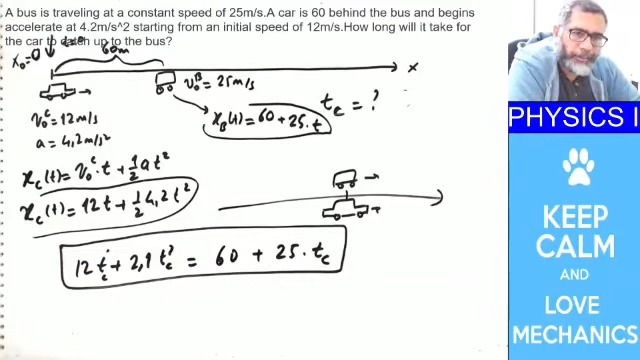 A bus is traveling at a constant speed of 25m/s.A car is 60 behind the bus and begins
accelerate at 4.2m/s^2 starting from an initial speed of 12m/s.How long will it take for
the car to catch up to the bus?
60m
x₀=0
x
v₀ᴮ = 25m/s
v₀ᶜ = 12m/s
a = 4,2m/s²
x_B(t) = 60 + 25.t
t_c = ?
x_c(t) = v₀ᶜ.t + 1/2 a t²
x_c(t) = 12t + 1/2 4,2 t²
12 t_c + 2,1 t_c² = 60 + 25. t_c
PHYSICS I
KEEP
CALM
AND
LOVE
MECHANICS